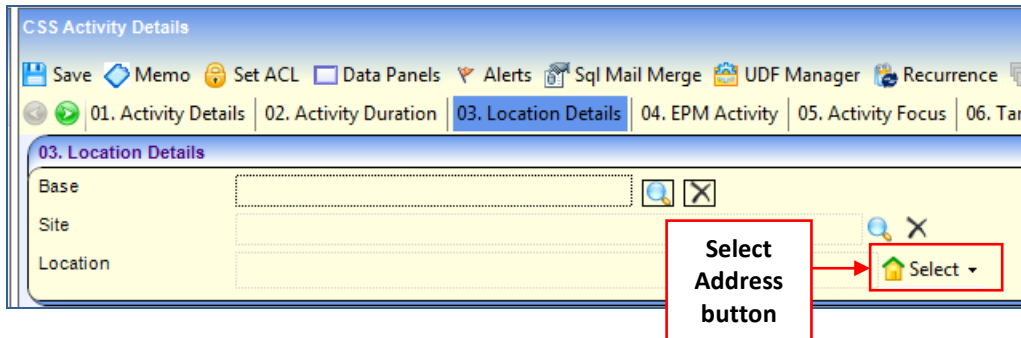 CSS Activity Details
Save Memo Set ACL Data Panels Alerts Sql Mail Merge UDF Manager Recurrence
01. Activity Details 02. Activity Duration 03. Location Details 04. EPM Activity 05. Activity Focus 06. Tar
03. Location Details
Base
Site
Location
Select
Select
Address
button